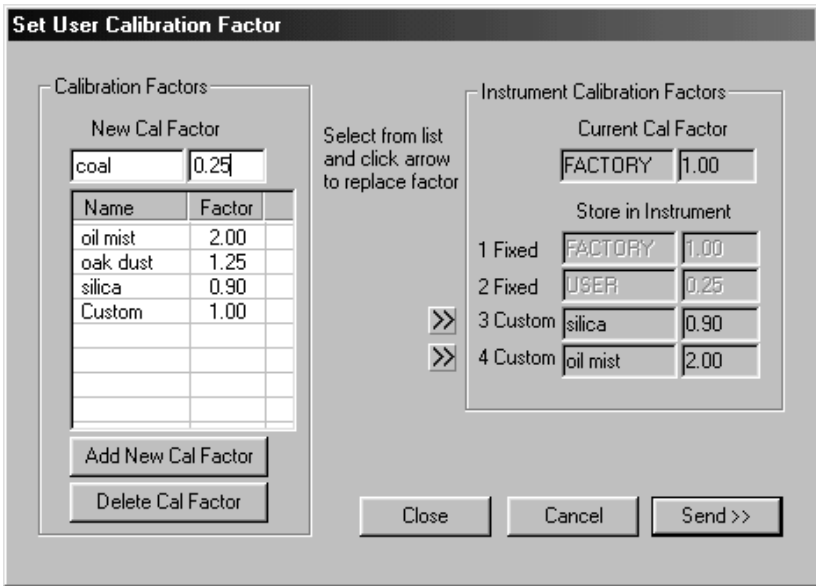 Set User Calibration Factor
Calibration Factors
New Cal Factor
coal 0.25
Name Factor
oil mist 2.00
oak dust 1.25
silica 0.90
Custom 1.00
Add New Cal Factor
Delete Cal Factor
Select from list
and click arrow
to replace factor
>>
>>
Instrument Calibration Factors
Current Cal Factor
FACTORY 1.00
Store in Instrument
1 Fixed FACTORY 1.00
2 Fixed USER 0.25
3 Custom silica 0.90
4 Custom oil mist 2.00
Close Cancel Send >>